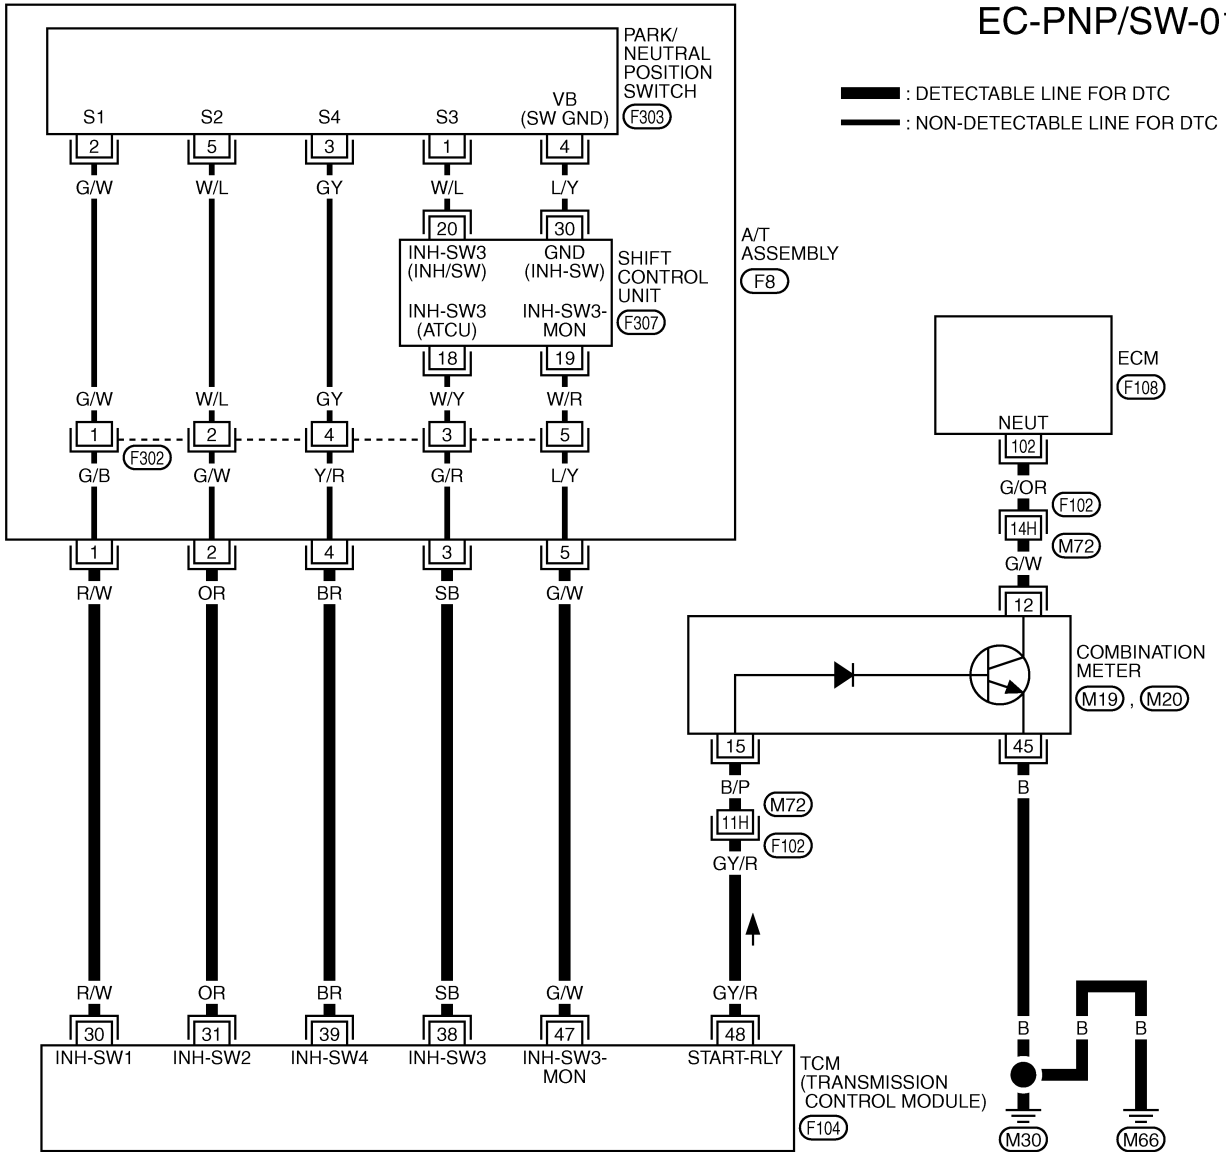 EC-PNP/SW-01
: DETECTABLE LINE FOR DTC
: NON-DETECTABLE LINE FOR DTC
PARK/
NEUTRAL
POSITION
SWITCH
F303
S1 S2 S4 S3 VB
(SW GND)
2 5 3 1 4
G/W W/L GY W/L L/Y
20 30
INH-SW3
(INH/SW)
GND
(INH-SW)
SHIFT
CONTROL
UNIT
F307
INH-SW3
(ATCU)
INH-SW3-
MON
18 19
A/T
ASSEMBLY
F8
G/W W/L GY W/Y W/R
1 2 4 3 5
F302
G/B G/W Y/R G/R L/Y
1 2 4 3 5
R/W OR BR SB G/W
ECM
F108
NEUT
102
G/OR
F102
14H
M72
G/W
12
COMBINATION
METER
M19 , M20
15 45
B/P B
M72
11H
F102
GY/R
R/W OR BR SB G/W GY/R
30 31 39 38 47 48
INH-SW1 INH-SW2 INH-SW4 INH-SW3 INH-SW3-
MON
START-RLY
TCM
(TRANSMISSION
CONTROL MODULE)
F104
B B B
M30 M66